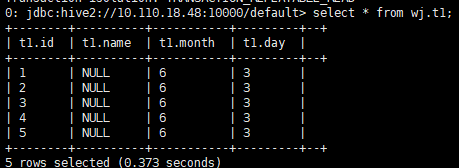 Transaction isolation: TRANSACTION_REPEATABLE_READ
0: jdbc:hive2://10.110.18.48:10000/default> select * from wj.t1;
+--------+----------+-----------+---------+--+
| t1.id | t1.name | t1.month | t1.day |
+--------+----------+-----------+---------+--+
| 1 | NULL | 6 | 3 |
| 2 | NULL | 6 | 3 |
| 3 | NULL | 6 | 3 |
| 4 | NULL | 6 | 3 |
| 5 | NULL | 6 | 3 |
+--------+----------+-----------+---------+--+
5 rows selected (0.373 seconds)